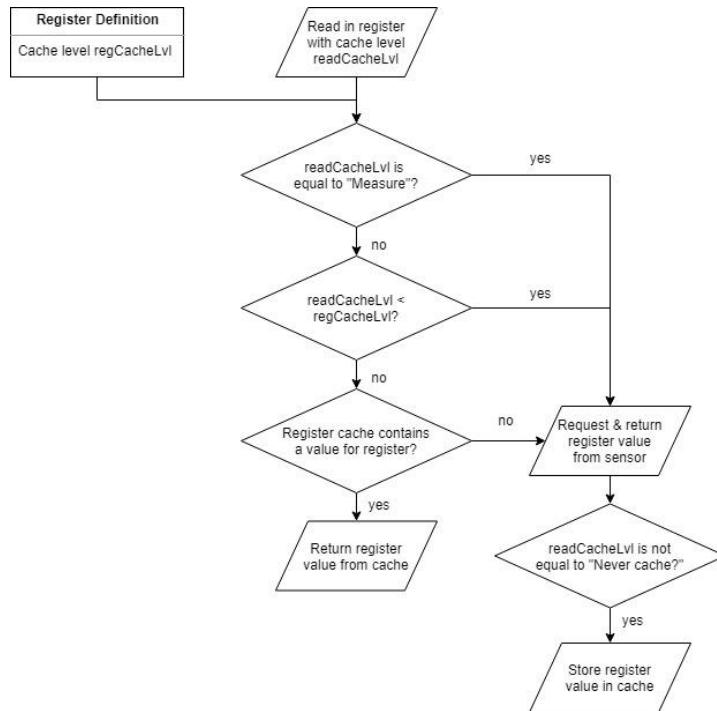 Register Definition
Cache level regCacheLvl
Read in register
with cache level
readCacheLvl
readCacheLvl is
equal to "Measure"?
yes
no
readCacheLvl <
regCacheLvl?
yes
no
Register cache contains
a value for register?
no
Request & return
register value
from sensor
yes
Return register
value from cache
readCacheLvl is not
equal to "Never cache?"
yes
Store register
value in cache